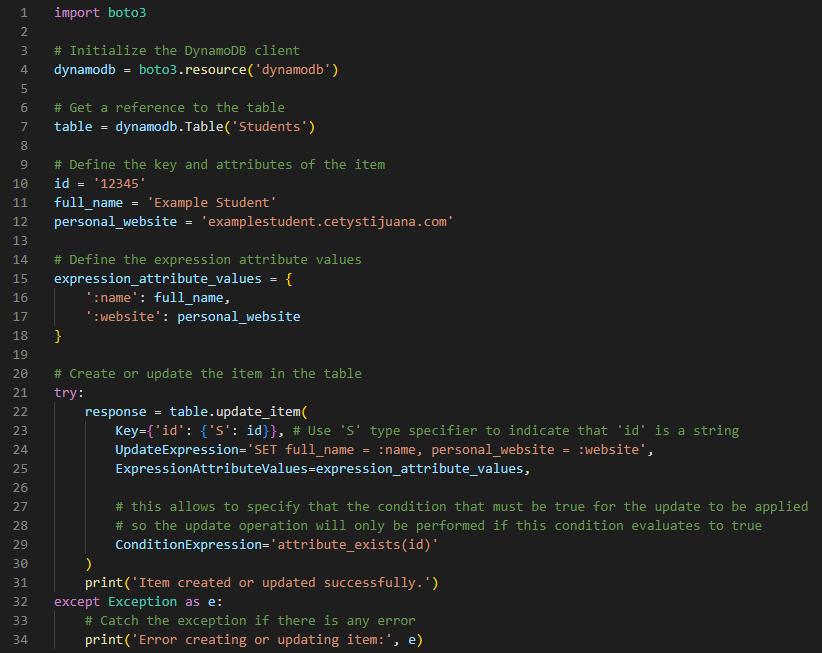 1 import boto3
2
3 # Initialize the DynamoDB client
4 dynamodb = boto3.resource('dynamodb')
5
6 # Get a reference to the table
7 table = dynamodb.Table('Students')
8
9 # Define the key and attributes of the item
10 id = '12345'
11 full_name = 'Example Student'
12 personal_website = 'examplestudent.cetystijuana.com'
13
14 # Define the expression attribute values
15 expression_attribute_values = {
16     ':name': full_name,
17     ':website': personal_website
18 }
19
20 # Create or update the item in the table
21 try:
22     response = table.update_item(
23         Key={'id': {'S': id}}, # Use 'S' type specifier to indicate that 'id' is a string
24         UpdateExpression='SET full_name = :name, personal_website = :website',
25         ExpressionAttributeValues=expression_attribute_values,
26
27         # this allows to specify that the condition that must be true for the update to be applied
28         # so the update operation will only be performed if this condition evaluates to true
29         ConditionExpression='attribute_exists(id)'
30     )
31     print('Item created or updated successfully.')
32 except Exception as e:
33     # Catch the exception if there is any error
34     print('Error creating or updating item:', e)